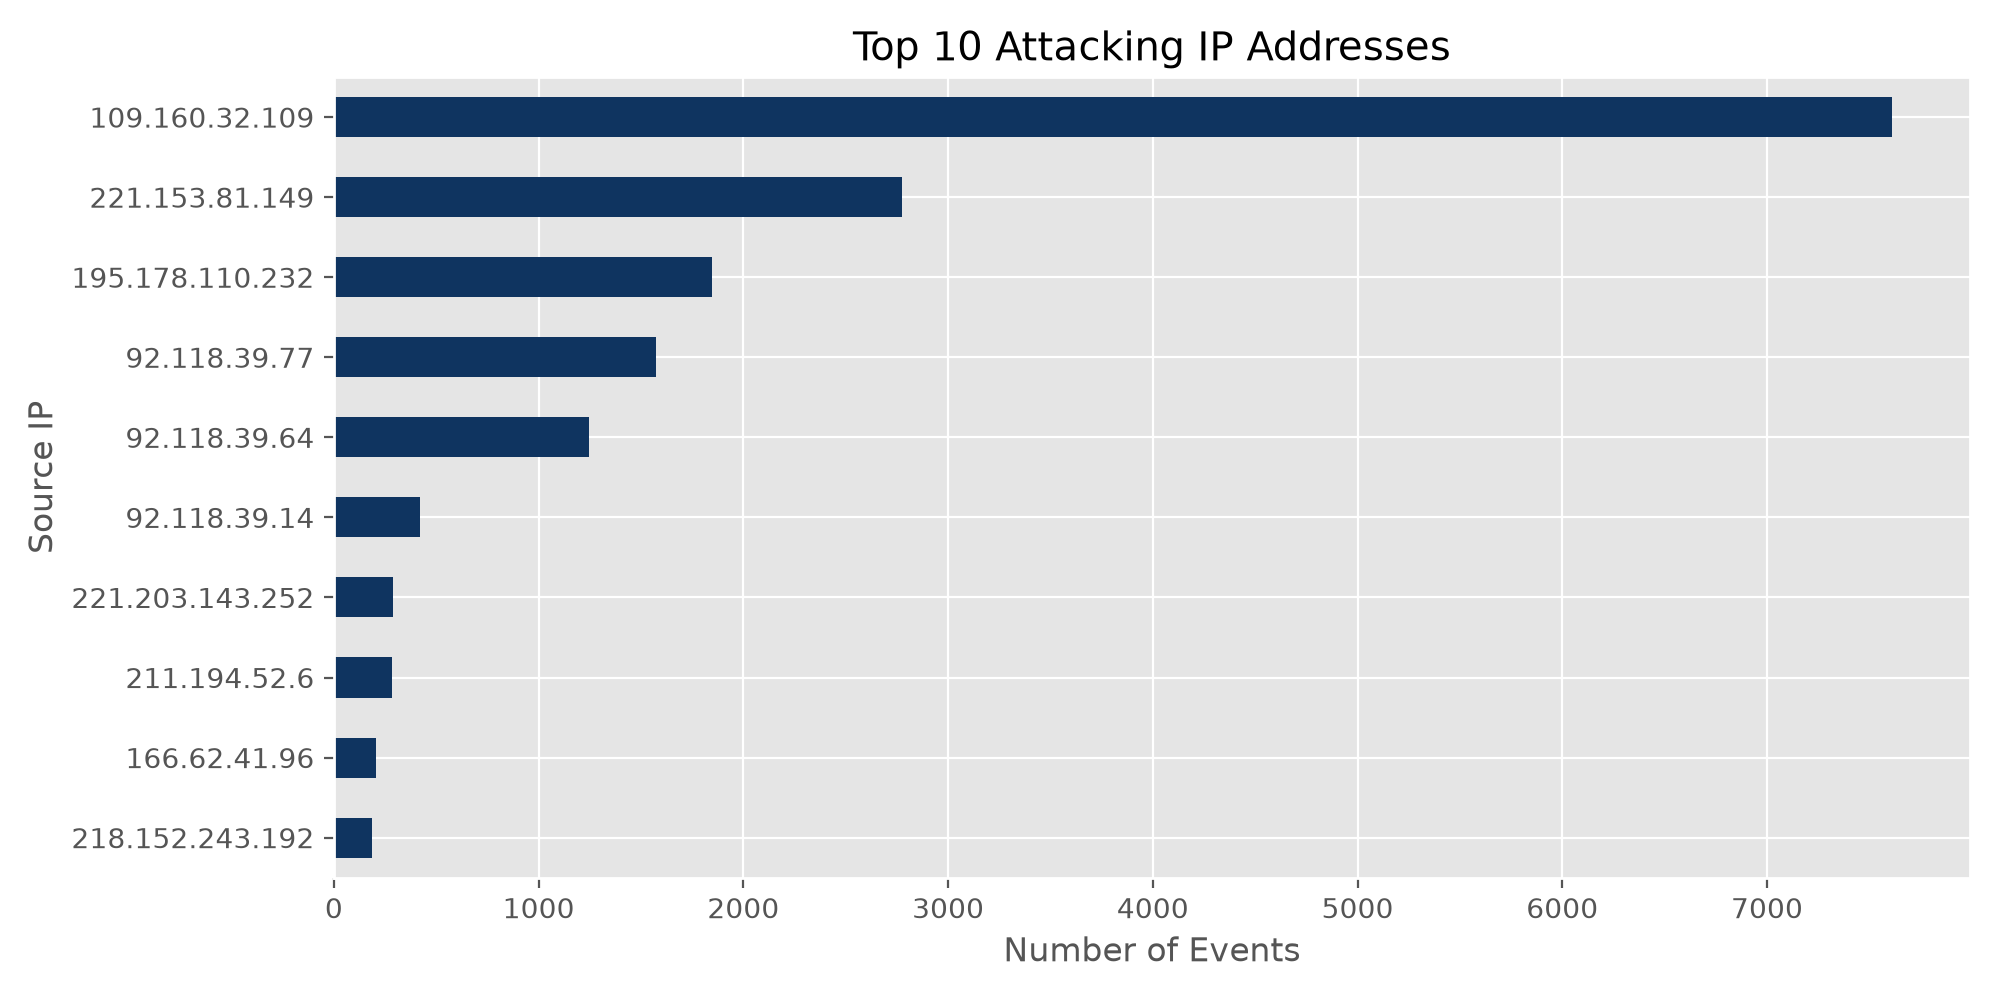 Top 10 Attacking IP Addresses
109.160.32.109
221.153.81.149
195.178.110.232
92.118.39.77
92.118.39.64
92.118.39.14
221.203.143.252
211.194.52.6
166.62.41.96
218.152.243.192
Source IP
0 1000 2000 3000 4000 5000 6000 7000
Number of Events